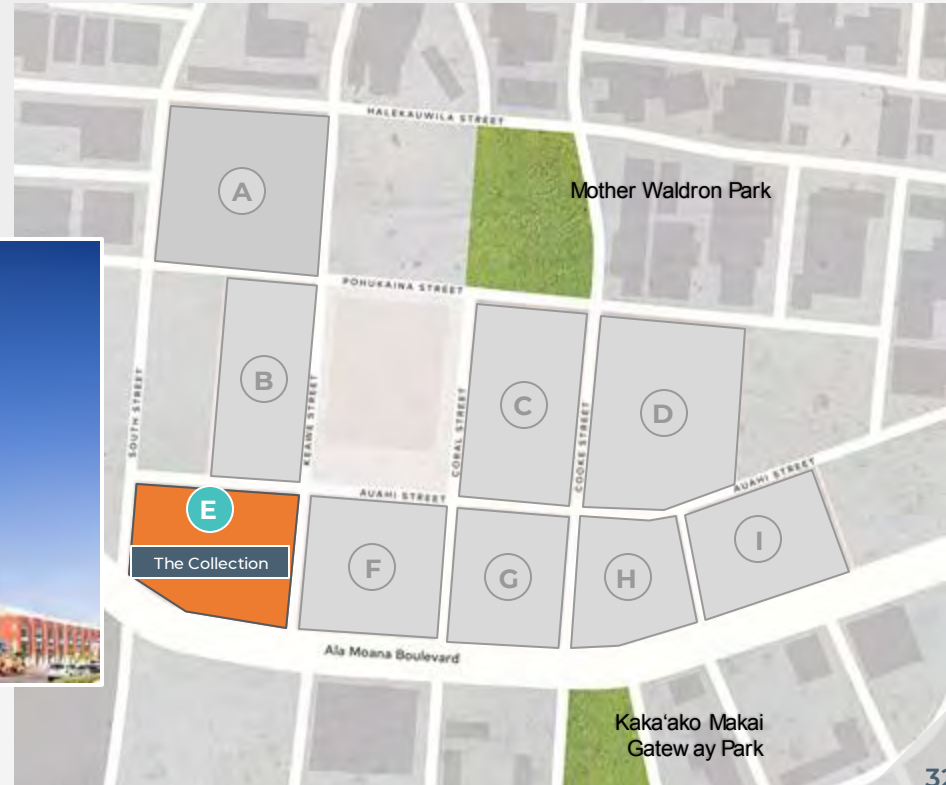 HALEKAUWILA STREET
A
Mother Waldron Park
POHUKAINA STREET
B
C
D
SOUTH STREET
KEAWE STREET
CORAL STREET
COOKE STREET
AUAHI STREET
AUAHI STREET
E
The Collection
F
G
H
I
Ala Moana Boulevard
Kaka‘ako Makai
Gatew ay Park
32